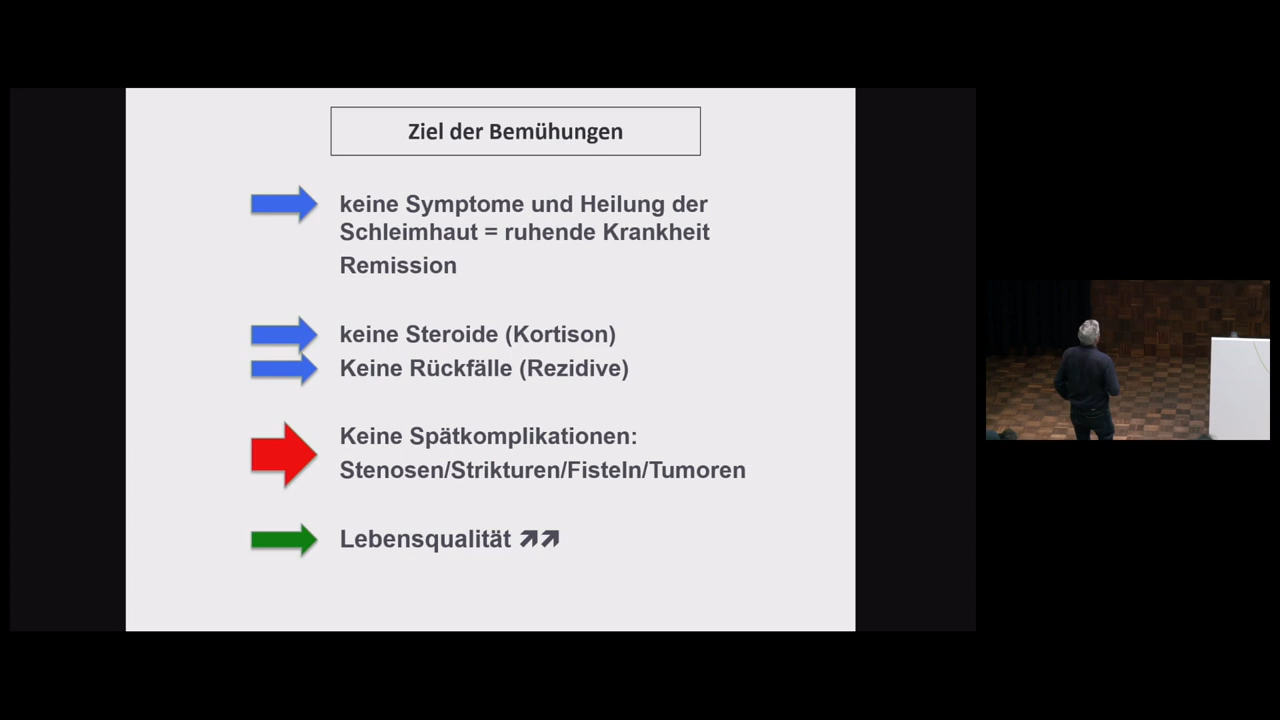 Ziel der Bemühungen
keine Symptome und Heilung der
Schleimhaut = ruhende Krankheit
Remission
keine Steroide (Kortison)
Keine Rückfälle (Rezidive)
Keine Spätkomplikationen:
Stenosen/Strikturen/Fisteln/Tumoren
Lebensqualität ↗↗